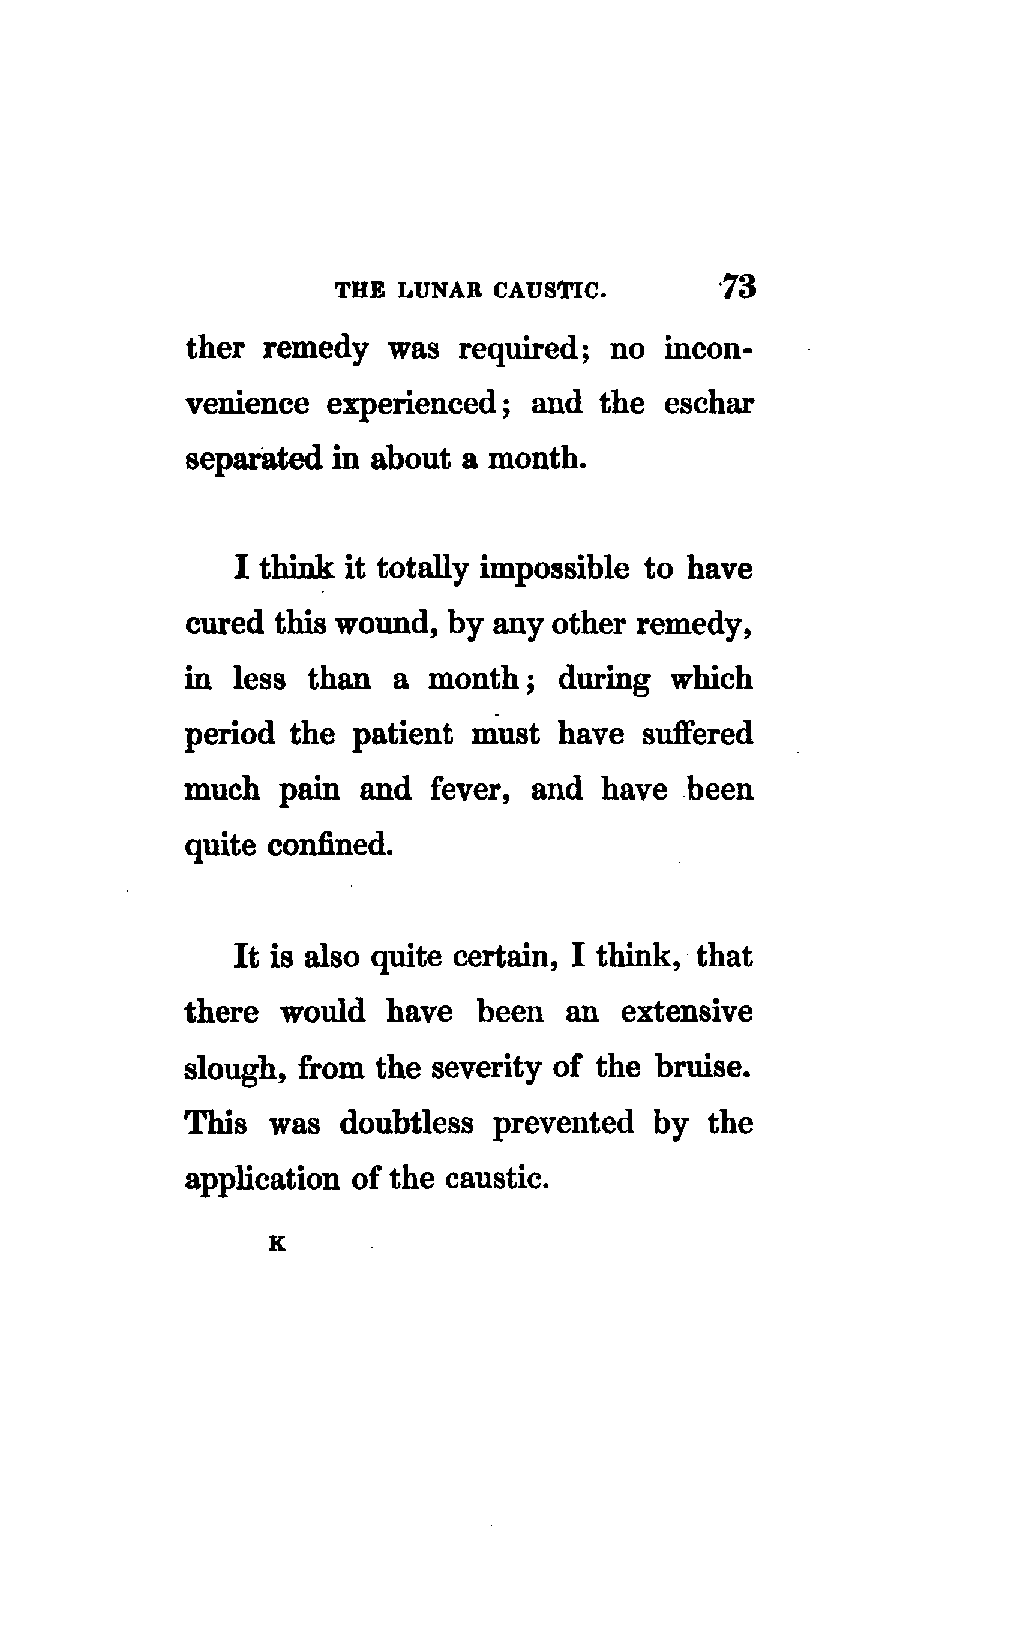 THE LUNAR CAUSTIC. 73
ther remedy was required; no incon-
venience experienced; and the eschar
separated in about a month.
I think it totally impossible to have
cured this wound, by any other remedy,
in less than a month; during which
period the patient must have suffered
much pain and fever, and have been
quite confined.
It is also quite certain, I think, that
there would have been an extensive
slough, from the severity of the bruise.
This was doubtless prevented by the
application of the caustic.
K